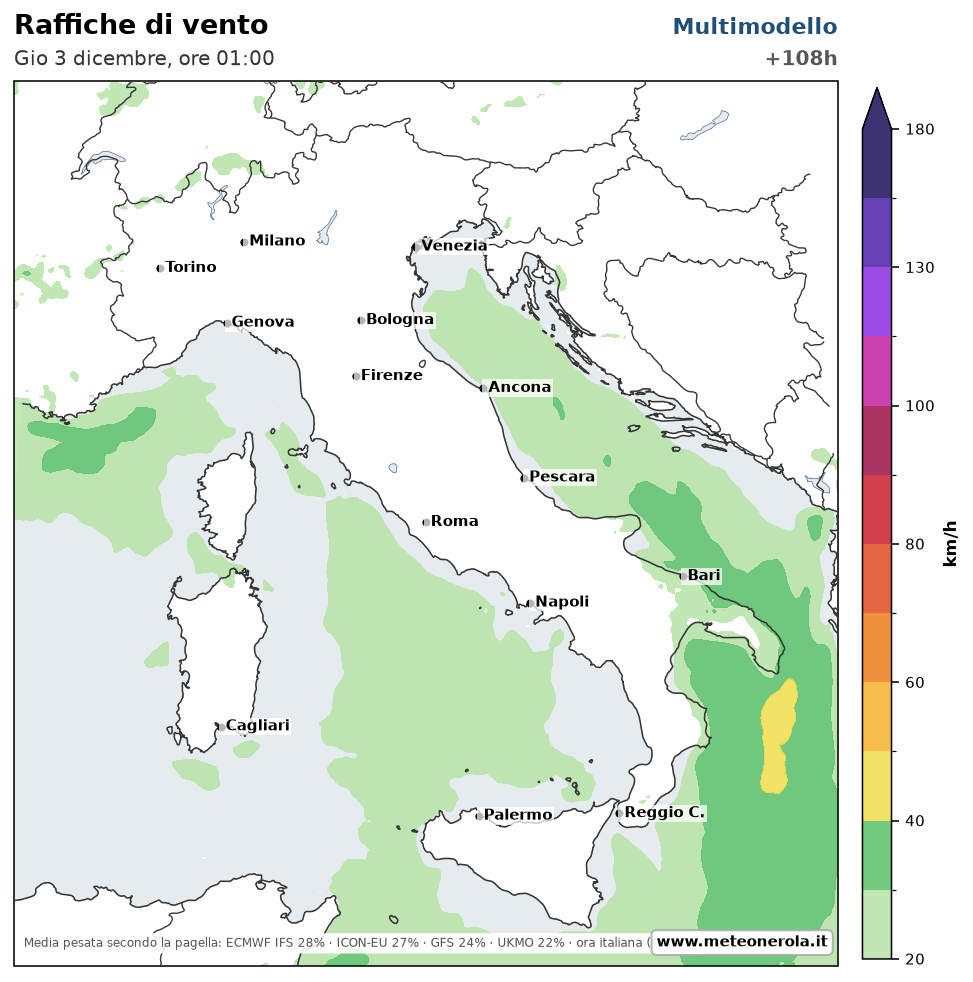 Raffiche di vento
Multimodello
Gio 3 dicembre, ore 01:00
+108h
Milano
Venezia
Torino
Genova
Bologna
Firenze
Ancona
Pescara
Roma
Bari
Napoli
Cagliari
Palermo
Reggio C.
180
130
100
80
60
40
20
km/h
Media pesata secondo la pagella: ECMWF IFS 28% · ICON-EU 27% · GFS 24% · UKMO 22% · ora italiana (
www.meteonerola.it